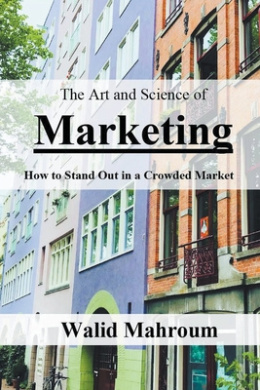 The Art and Science of
Marketing
How to Stand Out in a Crowded Market
Walid Mahroum